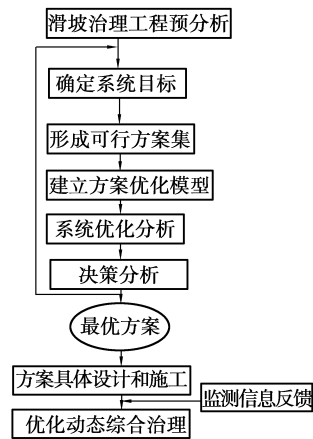 滑坡治理工程预分析
确定系统目标
形成可行方案集
建立方案优化模型
系统优化分析
决策分析
最优方案
方案具体设计和施工
监测信息反馈
优化动态综合治理